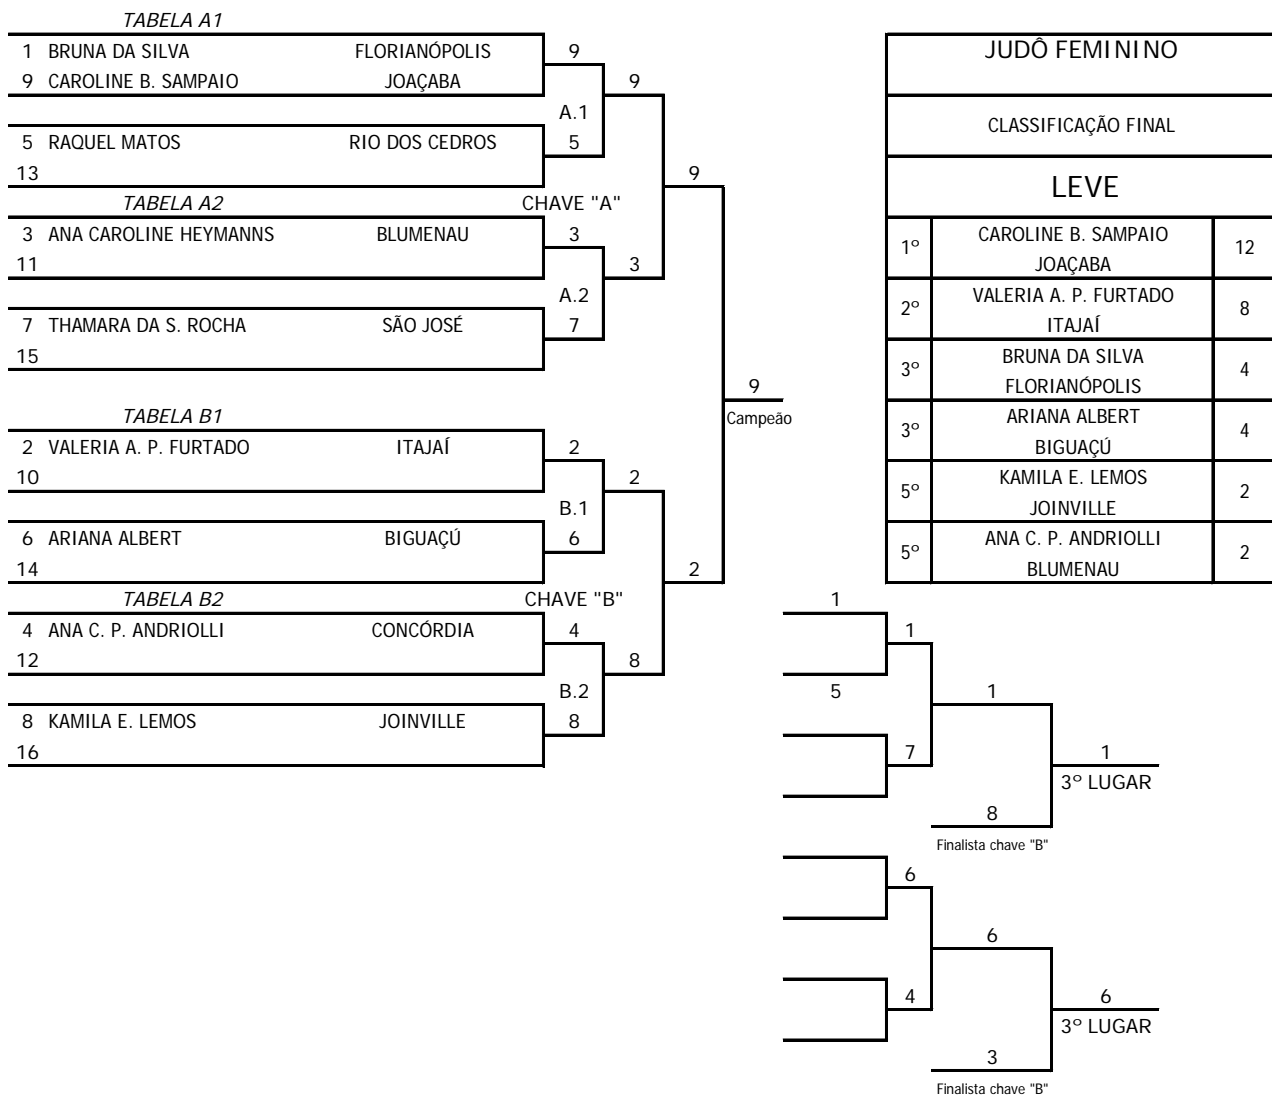 TABELA A1
1 BRUNA DA SILVA FLORIANÓPOLIS 9
9 CAROLINE B. SAMPAIO JOAÇABA 9
A.1
5 RAQUEL MATOS RIO DOS CEDROS 5
13 9
TABELA A2 CHAVE "A"
3 ANA CAROLINE HEYMANNS BLUMENAU 3
11 3
A.2
7 THAMARA DA S. ROCHA SÃO JOSÉ 7
15
9
Campeão
TABELA B1
2 VALERIA A. P. FURTADO ITAJAÍ 2
10 2
B.1
6 ARIANA ALBERT BIGUAÇÚ 6
14 2
TABELA B2 CHAVE "B"
4 ANA C. P. ANDRIOLLI CONCÓRDIA 4
12 8
B.2
8 KAMILA E. LEMOS JOINVILLE 8
16
JUDÔ FEMININO
CLASSIFICAÇÃO FINAL
LEVE
1º CAROLINE B. SAMPAIO 12
JOAÇABA
2º VALERIA A. P. FURTADO 8
ITAJAÍ
3º BRUNA DA SILVA 4
FLORIANÓPOLIS
3º ARIANA ALBERT 4
BIGUAÇÚ
5º KAMILA E. LEMOS 2
JOINVILLE
5º ANA C. P. ANDRIOLLI 2
BLUMENAU
1
1
5 1
7 1
3º LUGAR
8
Finalista chave "B"
6
6
4 6
3º LUGAR
3
Finalista chave "B"